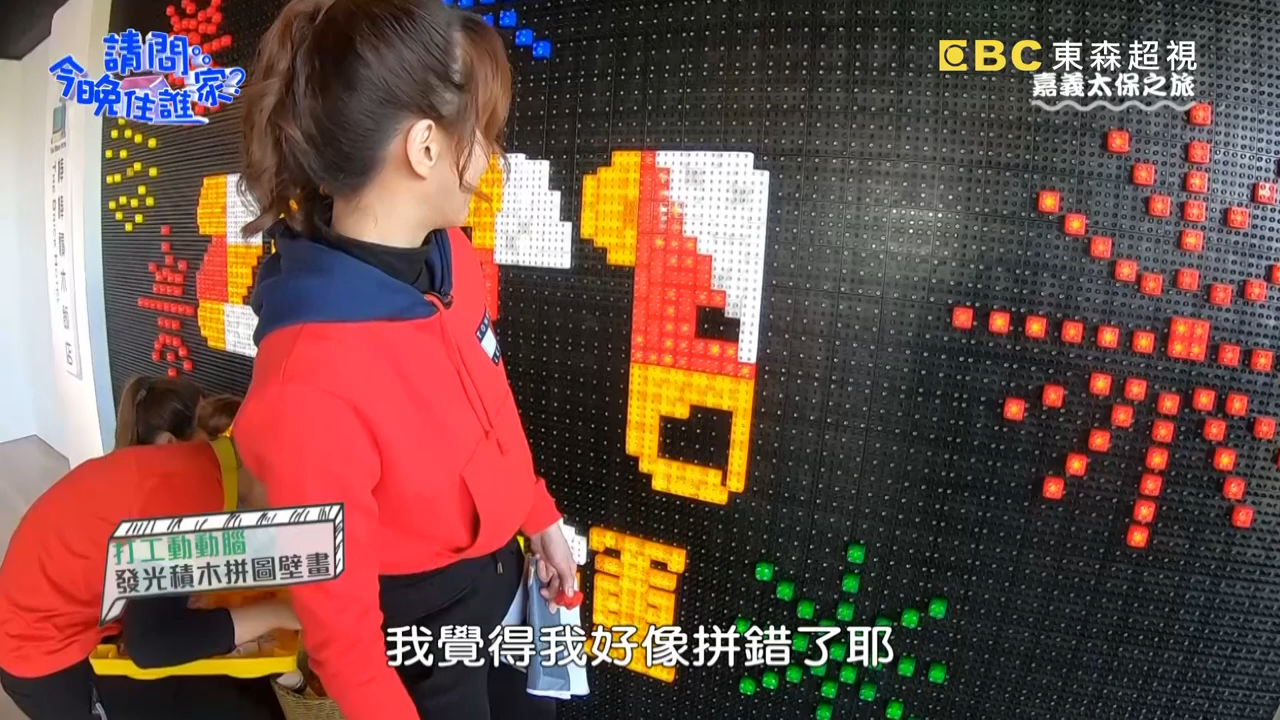 請問
今晚住誰家?
EBC 東森超視
嘉義太保之旅
打工動動腦
發光積木拼圖壁畫
我覺得我好像拼錯了耶